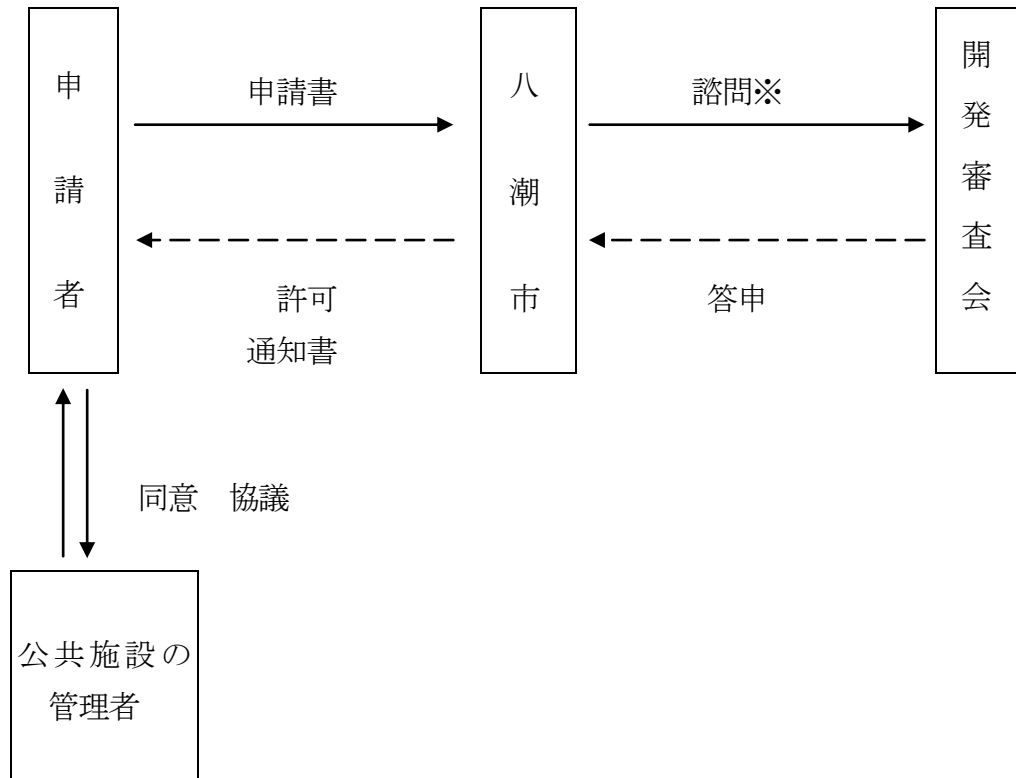 申請者
申請書
八潮市
諮問※
開発審査会
許可
通知書
答申
同意　協議
公共施設の
管理者